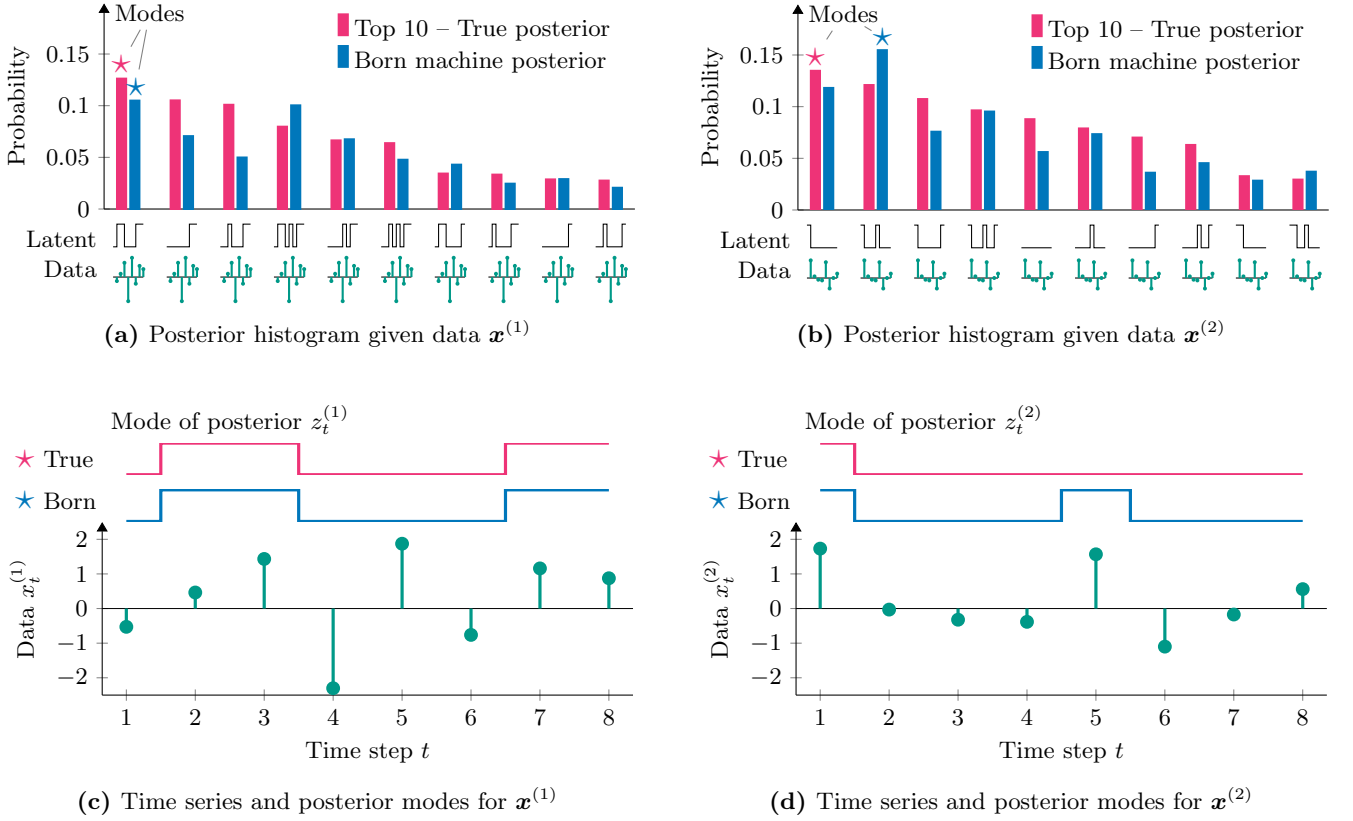 Modes
Top 10 – True posterior
Born machine posterior
Probability
0.15
0.1
0.05
0
Latent
Data
(a) Posterior histogram given data x^(1)
Modes
Top 10 – True posterior
Born machine posterior
Probability
0.15
0.1
0.05
0
Latent
Data
(b) Posterior histogram given data x^(2)
Mode of posterior z_t^(1)
True
Born
Data x_t^(1)
2
1
0
−1
−2
1 2 3 4 5 6 7 8
Time step t
(c) Time series and posterior modes for x^(1)
Mode of posterior z_t^(2)
True
Born
Data x_t^(2)
2
1
0
−1
−2
1 2 3 4 5 6 7 8
Time step t
(d) Time series and posterior modes for x^(2)